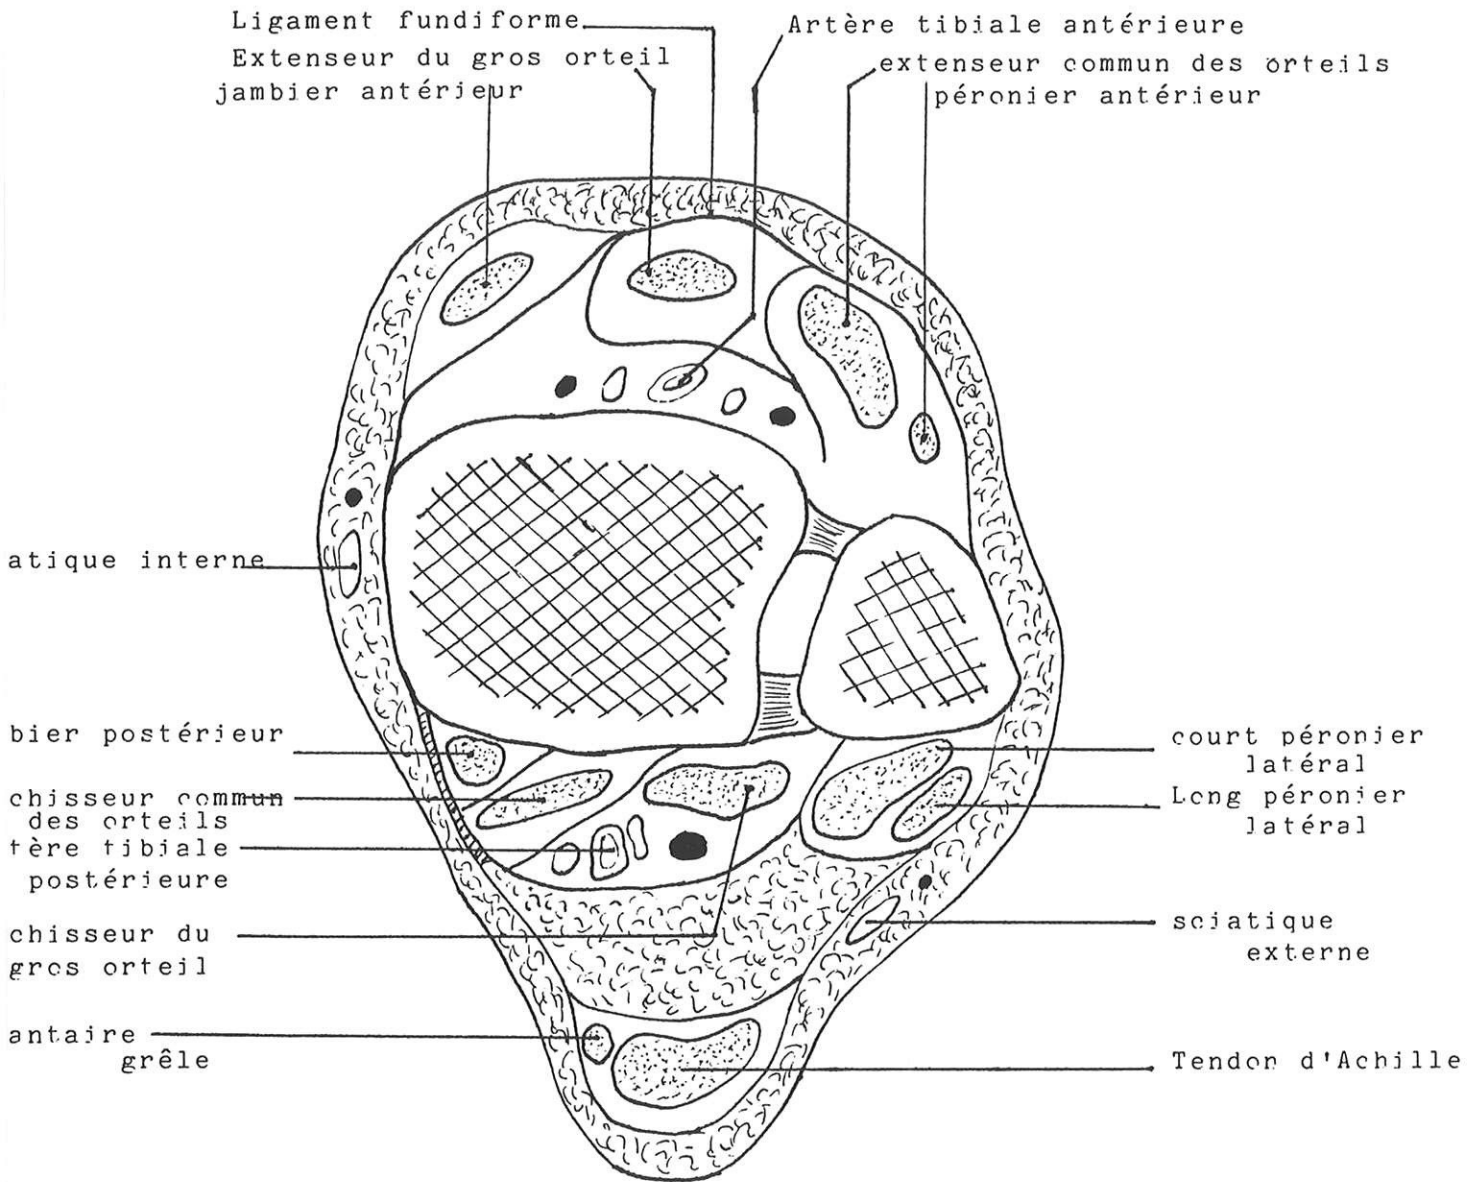 Ligament fundiforme
Extenseur du gros orteil
jambier antérieur
Artère tibiale antérieure
extenseur commun des orteils
péronier antérieur
atique interne
bier postérieur
chisseur commun
des orteils
tère tibiale
postérieure
chisseur du
gros orteil
antaire
grêle
court péronier
latéral
Long péronier
latéral
sciatique
externe
Tendon d'Achille